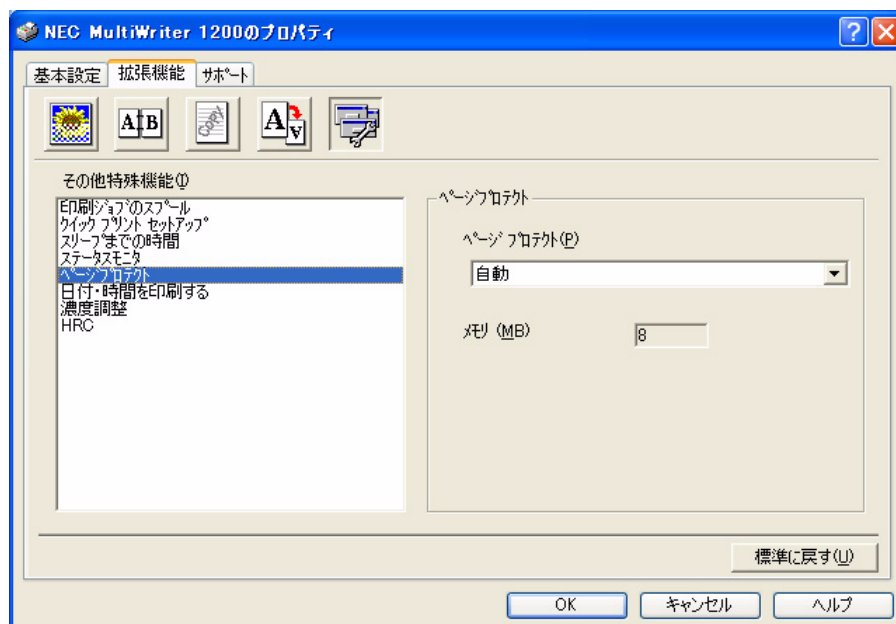 NEC MultiWriter 1200のプロパティ
基本設定 拡張機能 サポート
A B COPY A A
その他特殊機能(I)
印刷ジョブのスプール
クイック プリント セットアップ
スリープまでの時間
ステータスモニタ
ページプロテクト
日付・時間を印刷する
濃度調整
HRC
ページプロテクト
ページ プロテクト(P)
自動
メモリ (MB)
8
標準に戻す(U)
OK キャンセル ヘルプ